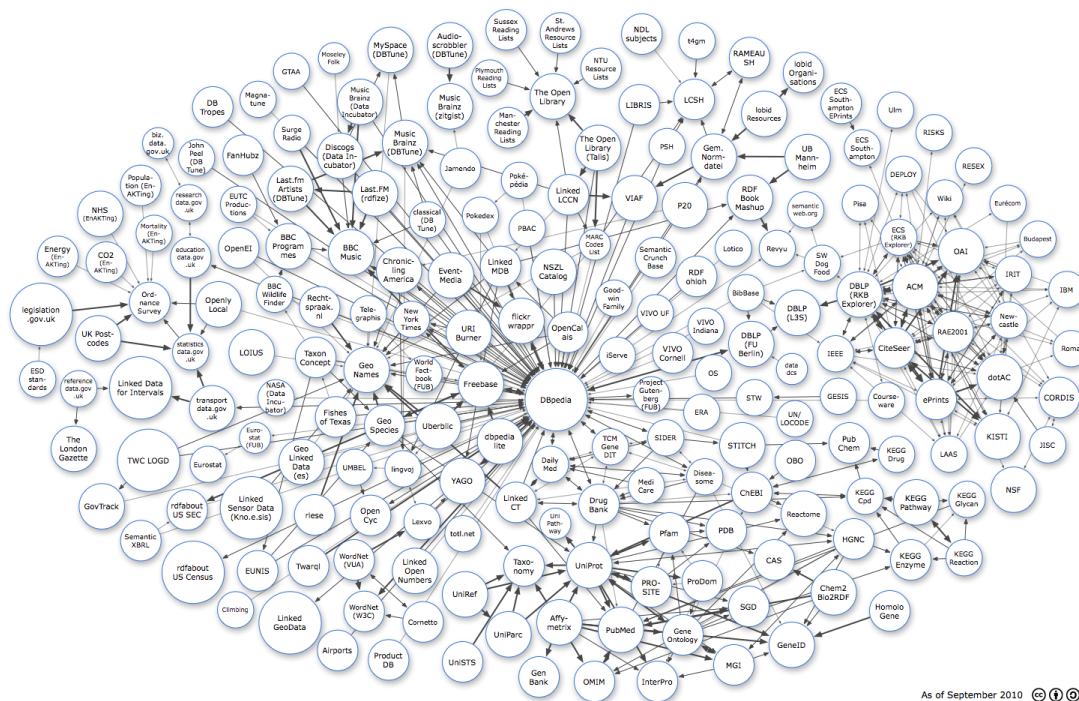 Sussex
Reading
Lists
St.
Andrews
Resource
Lists
NDL
subjects
t4gm
RAMEAU
SH
lobid
Organi-
sations
Audio-
scrobbler
(DBTune)
MySpace
(DBTune)
Moseley
Folk
GTAA
Plymouth
Reading
Lists
NTU
Resource
Lists
The Open
Library
Music
Brainz
(Data
Incubator)
Magna-
tune
DB
Tropes
Music
Brainz
(zitgist)
Man-
chester
Reading
Lists
LIBRIS
LCSH
lobid
Resources
ECS
South-
ampton
EPrints
Ulm
RISKS
biz.
data.
gov.uk
John
Peel
(DB
Tune)
FanHubz
Surge
Radio
Discogs
(Data In-
cubator)
Music
Brainz
(DBTune)
The Open
Library
(Talis)
PSH
Gem.
Norm-
datei
UB
Mann-
heim
ECS
South-
ampton
DEPLOY
RESEX
Popula-
tion (En-
AKTing)
research
data.gov
.uk
EUTC
Produc-
tions
Last.fm
Artists
(DBTune)
Last.FM
(rdfize)
Jamendo
Poké-
pédia
Linked
LCCN
VIAF
P20
RDF
Book
Mashup
semantic
web.org
Pisa
Wiki
Eurécom
NHS
(EnAKTing)
Mortality
(En-
AKTing)
classical
(DB
Tune)
Pokedex
PBAC
MARC
Codes
List
Semantic
Crunch
Base
Lotico
Revyu
SW
Dog
Food
ECS
(RKB
Explorer)
OAI
Budapest
Energy
(En-
AKTing)
CO2
(En-
AKTing)
education
data.gov
.uk
OpenEI
BBC
Program
mes
BBC
Music
Chronic-
ling
America
Event-
Media
Linked
MDB
NSZL
Catalog
RDF
ohloh
BibBase
IRIT
IBM
legislation
.gov.uk
Ord-
nance
Survey
Openly
Local
BBC
Wildlife
Finder
Recht-
spraak.
nl
Tele-
graphis
New
York
Times
URI
Burner
flickr
wrappr
OpenCal
ais
Good-
win
Family
VIVO UF
VIVO
Indiana
DBLP
(L3S)
DBLP
(RKB
Explorer)
ACM
RAE2001
New-
castle
Roma
UK Post-
codes
statistics
data.gov
.uk
LOIUS
Taxon
Concept
Geo
Names
World
Fact-
book
(FUB)
Freebase
iServe
VIVO
Cornell
DBLP
(FU
Berlin)
data
dcs
IEEE
CiteSeer
dotAC
ESD
stan-
dards
reference
data.gov
.uk
Linked Data
for Intervals
transport
data.gov
.uk
NASA
(Data
Incu-
bator)
Fishes
of Texas
Geo
Species
Uberblic
DBpedia
Project
Guten-
berg
(FUB)
OS
STW
GESIS
Course-
ware
ePrints
CORDIS
The
London
Gazette
TWC LOGD
Euro-
stat
(FUB)
Eurostat
Geo
Linked
Data
(es)
UMBEL
lingvoj
dbpedia
lite
YAGO
Daily
Med
TCM
Gene
DIT
SIDER
ERA
STITCH
UN/
LOCODE
OBO
Pub
Chem
KEGG
Drug
LAAS
KISTI
JISC
GovTrack
rdfabout
US SEC
Linked
Sensor Data
(Kno.e.sis)
riese
Open
Cyc
Lexvo
Linked
CT
Drug
Bank
Medi
Care
Disea-
some
ChEBI
KEGG
Cpd
KEGG
Pathway
KEGG
Glycan
NSF
Semantic
XBRL
rdfabout
US Census
EUNIS
Twarql
WordNet
(VUA)
totl.net
Linked
Open
Numbers
Uni
Path-
way
Taxo-
nomy
UniProt
Pfam
PDB
Reactome
HGNC
CAS
KEGG
Enzyme
KEGG
Reaction
Climbing
Linked
GeoData
Airports
WordNet
(W3C)
Product
DB
Cornetto
UniRef
UniParc
UniSTS
Affy-
metrix
Gen
Bank
OMIM
PubMed
PRO-
SITE
ProDom
Gene
Ontology
InterPro
SGD
MGI
Chem2
Bio2RDF
GeneID
Homolo
Gene
As of September 2010